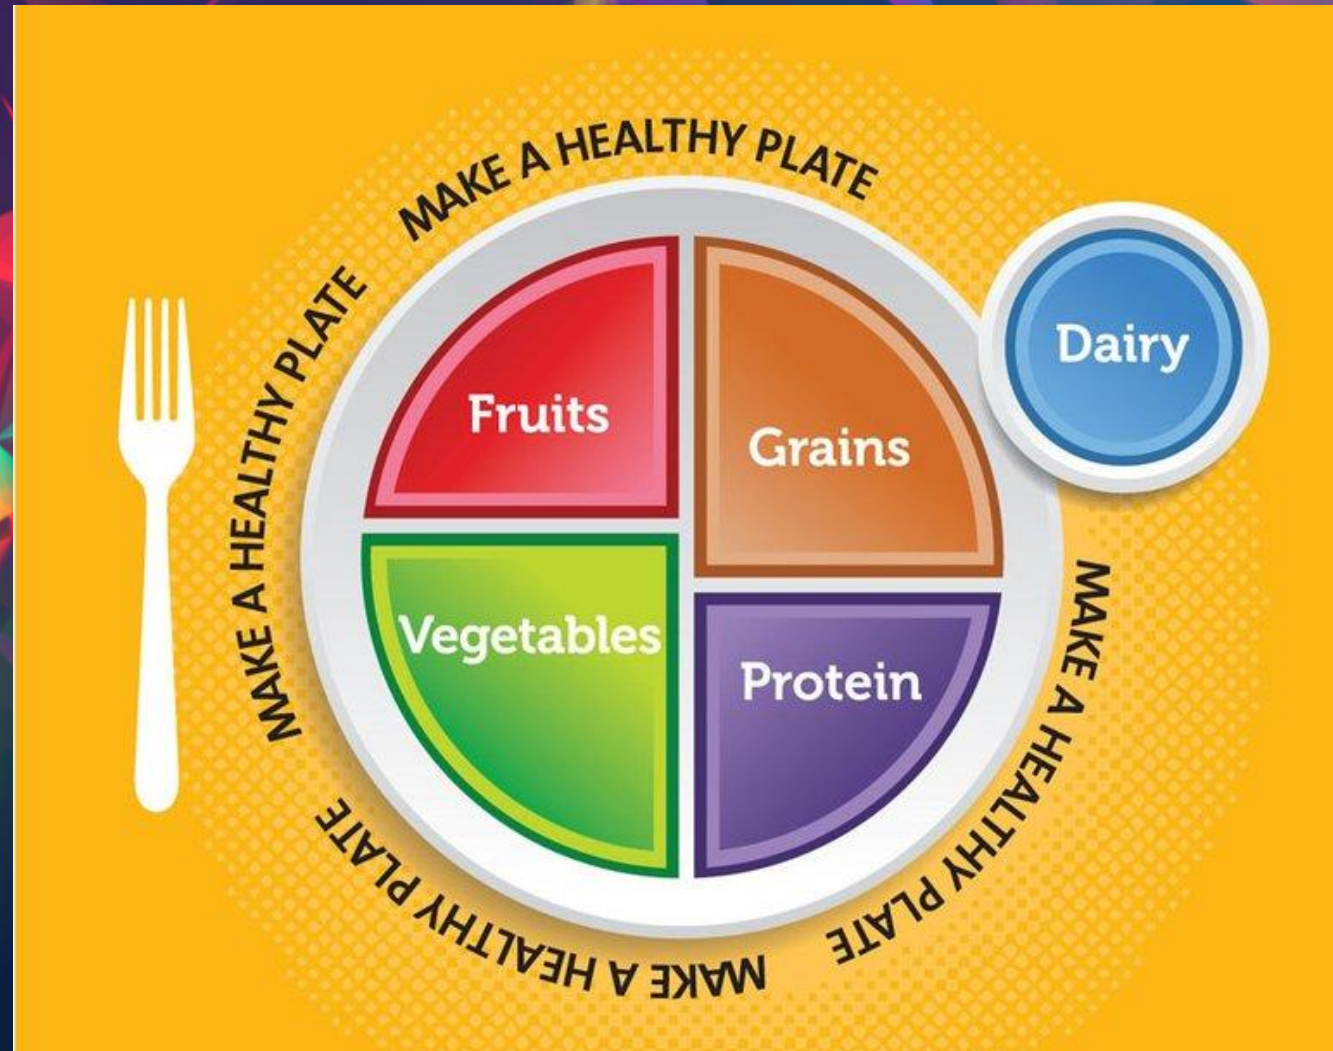 MAKE A HEALTHY PLATE
MAKE A HEALTHY PLATE
Dairy
Fruits
Grains
Vegetables
Protein
MAKE A HEALTHY PLATE
MAKE A HEALTHY PLATE